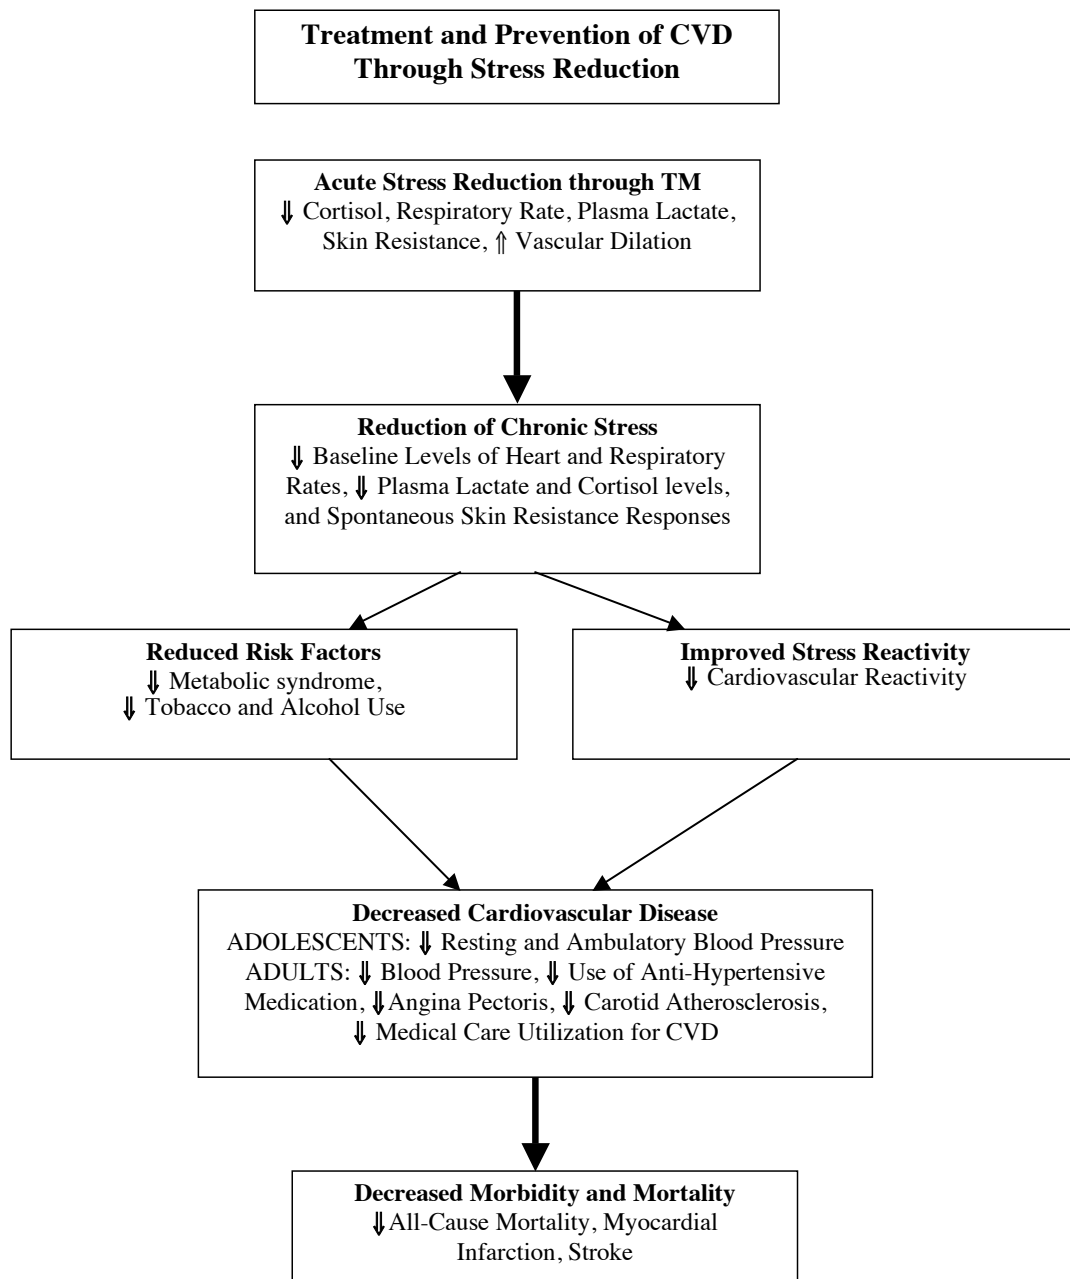 Treatment and Prevention of CVD
Through Stress Reduction
Acute Stress Reduction through TM
⇓ Cortisol, Respiratory Rate, Plasma Lactate,
Skin Resistance, ⇑ Vascular Dilation
Reduction of Chronic Stress
⇓ Baseline Levels of Heart and Respiratory
Rates, ⇓ Plasma Lactate and Cortisol levels,
and Spontaneous Skin Resistance Responses
Reduced Risk Factors
⇓ Metabolic syndrome,
⇓ Tobacco and Alcohol Use
Improved Stress Reactivity
⇓ Cardiovascular Reactivity
Decreased Cardiovascular Disease
ADOLESCENTS: ⇓ Resting and Ambulatory Blood Pressure
ADULTS: ⇓ Blood Pressure, ⇓ Use of Anti-Hypertensive
Medication, ⇓Angina Pectoris, ⇓ Carotid Atherosclerosis,
⇓ Medical Care Utilization for CVD
Decreased Morbidity and Mortality
⇓All-Cause Mortality, Myocardial
Infarction, Stroke